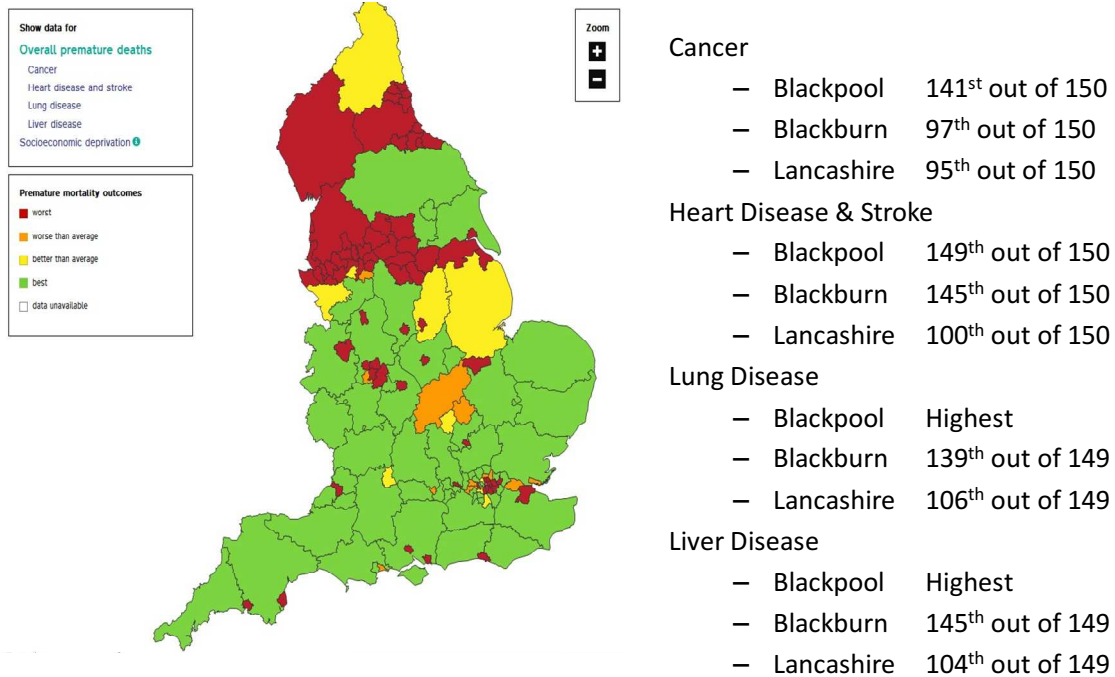 Show data for
Overall premature deaths
Cancer
Heart disease and stroke
Lung disease
Liver disease
Socioeconomic deprivation
Premature mortality outcomes
worst
worse than average
better than average
best
data unavailable
Zoom
+
−
Cancer
– Blackpool 141st out of 150
– Blackburn 97th out of 150
– Lancashire 95th out of 150
Heart Disease & Stroke
– Blackpool 149th out of 150
– Blackburn 145th out of 150
– Lancashire 100th out of 150
Lung Disease
– Blackpool Highest
– Blackburn 139th out of 149
– Lancashire 106th out of 149
Liver Disease
– Blackpool Highest
– Blackburn 145th out of 149
– Lancashire 104th out of 149